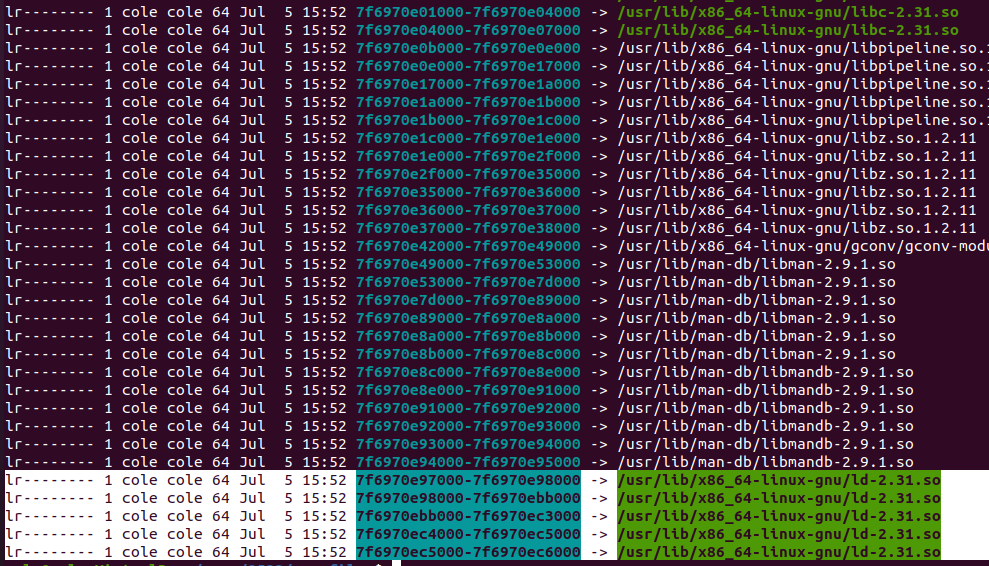 lr-------- 1 cole cole 64 Jul  5 15:52 7f6970e01000-7f6970e04000 -> /usr/lib/x86_64-linux-gnu/libc-2.31.so
lr-------- 1 cole cole 64 Jul  5 15:52 7f6970e04000-7f6970e07000 -> /usr/lib/x86_64-linux-gnu/libc-2.31.so
lr-------- 1 cole cole 64 Jul  5 15:52 7f6970e0b000-7f6970e0e000 -> /usr/lib/x86_64-linux-gnu/libpipeline.so.1
lr-------- 1 cole cole 64 Jul  5 15:52 7f6970e0e000-7f6970e17000 -> /usr/lib/x86_64-linux-gnu/libpipeline.so.1
lr-------- 1 cole cole 64 Jul  5 15:52 7f6970e17000-7f6970e1a000 -> /usr/lib/x86_64-linux-gnu/libpipeline.so.1
lr-------- 1 cole cole 64 Jul  5 15:52 7f6970e1a000-7f6970e1b000 -> /usr/lib/x86_64-linux-gnu/libpipeline.so.1
lr-------- 1 cole cole 64 Jul  5 15:52 7f6970e1b000-7f6970e1c000 -> /usr/lib/x86_64-linux-gnu/libpipeline.so.1
lr-------- 1 cole cole 64 Jul  5 15:52 7f6970e1c000-7f6970e1e000 -> /usr/lib/x86_64-linux-gnu/libz.so.1.2.11
lr-------- 1 cole cole 64 Jul  5 15:52 7f6970e1e000-7f6970e2f000 -> /usr/lib/x86_64-linux-gnu/libz.so.1.2.11
lr-------- 1 cole cole 64 Jul  5 15:52 7f6970e2f000-7f6970e35000 -> /usr/lib/x86_64-linux-gnu/libz.so.1.2.11
lr-------- 1 cole cole 64 Jul  5 15:52 7f6970e35000-7f6970e36000 -> /usr/lib/x86_64-linux-gnu/libz.so.1.2.11
lr-------- 1 cole cole 64 Jul  5 15:52 7f6970e36000-7f6970e37000 -> /usr/lib/x86_64-linux-gnu/libz.so.1.2.11
lr-------- 1 cole cole 64 Jul  5 15:52 7f6970e37000-7f6970e38000 -> /usr/lib/x86_64-linux-gnu/libz.so.1.2.11
lr-------- 1 cole cole 64 Jul  5 15:52 7f6970e42000-7f6970e49000 -> /usr/lib/x86_64-linux-gnu/gconv/gconv-modu
lr-------- 1 cole cole 64 Jul  5 15:52 7f6970e49000-7f6970e53000 -> /usr/lib/man-db/libman-2.9.1.so
lr-------- 1 cole cole 64 Jul  5 15:52 7f6970e53000-7f6970e7d000 -> /usr/lib/man-db/libman-2.9.1.so
lr-------- 1 cole cole 64 Jul  5 15:52 7f6970e7d000-7f6970e89000 -> /usr/lib/man-db/libman-2.9.1.so
lr-------- 1 cole cole 64 Jul  5 15:52 7f6970e89000-7f6970e8a000 -> /usr/lib/man-db/libman-2.9.1.so
lr-------- 1 cole cole 64 Jul  5 15:52 7f6970e8a000-7f6970e8b000 -> /usr/lib/man-db/libman-2.9.1.so
lr-------- 1 cole cole 64 Jul  5 15:52 7f6970e8b000-7f6970e8c000 -> /usr/lib/man-db/libman-2.9.1.so
lr-------- 1 cole cole 64 Jul  5 15:52 7f6970e8c000-7f6970e8e000 -> /usr/lib/man-db/libmandb-2.9.1.so
lr-------- 1 cole cole 64 Jul  5 15:52 7f6970e8e000-7f6970e91000 -> /usr/lib/man-db/libmandb-2.9.1.so
lr-------- 1 cole cole 64 Jul  5 15:52 7f6970e91000-7f6970e92000 -> /usr/lib/man-db/libmandb-2.9.1.so
lr-------- 1 cole cole 64 Jul  5 15:52 7f6970e92000-7f6970e93000 -> /usr/lib/man-db/libmandb-2.9.1.so
lr-------- 1 cole cole 64 Jul  5 15:52 7f6970e93000-7f6970e94000 -> /usr/lib/man-db/libmandb-2.9.1.so
lr-------- 1 cole cole 64 Jul  5 15:52 7f6970e94000-7f6970e95000 -> /usr/lib/man-db/libmandb-2.9.1.so
lr-------- 1 cole cole 64 Jul  5 15:52 7f6970e97000-7f6970e98000 -> /usr/lib/x86_64-linux-gnu/ld-2.31.so
lr-------- 1 cole cole 64 Jul  5 15:52 7f6970e98000-7f6970ebb000 -> /usr/lib/x86_64-linux-gnu/ld-2.31.so
lr-------- 1 cole cole 64 Jul  5 15:52 7f6970ebb000-7f6970ec3000 -> /usr/lib/x86_64-linux-gnu/ld-2.31.so
lr-------- 1 cole cole 64 Jul  5 15:52 7f6970ec4000-7f6970ec5000 -> /usr/lib/x86_64-linux-gnu/ld-2.31.so
lr-------- 1 cole cole 64 Jul  5 15:52 7f6970ec5000-7f6970ec6000 -> /usr/lib/x86_64-linux-gnu/ld-2.31.so